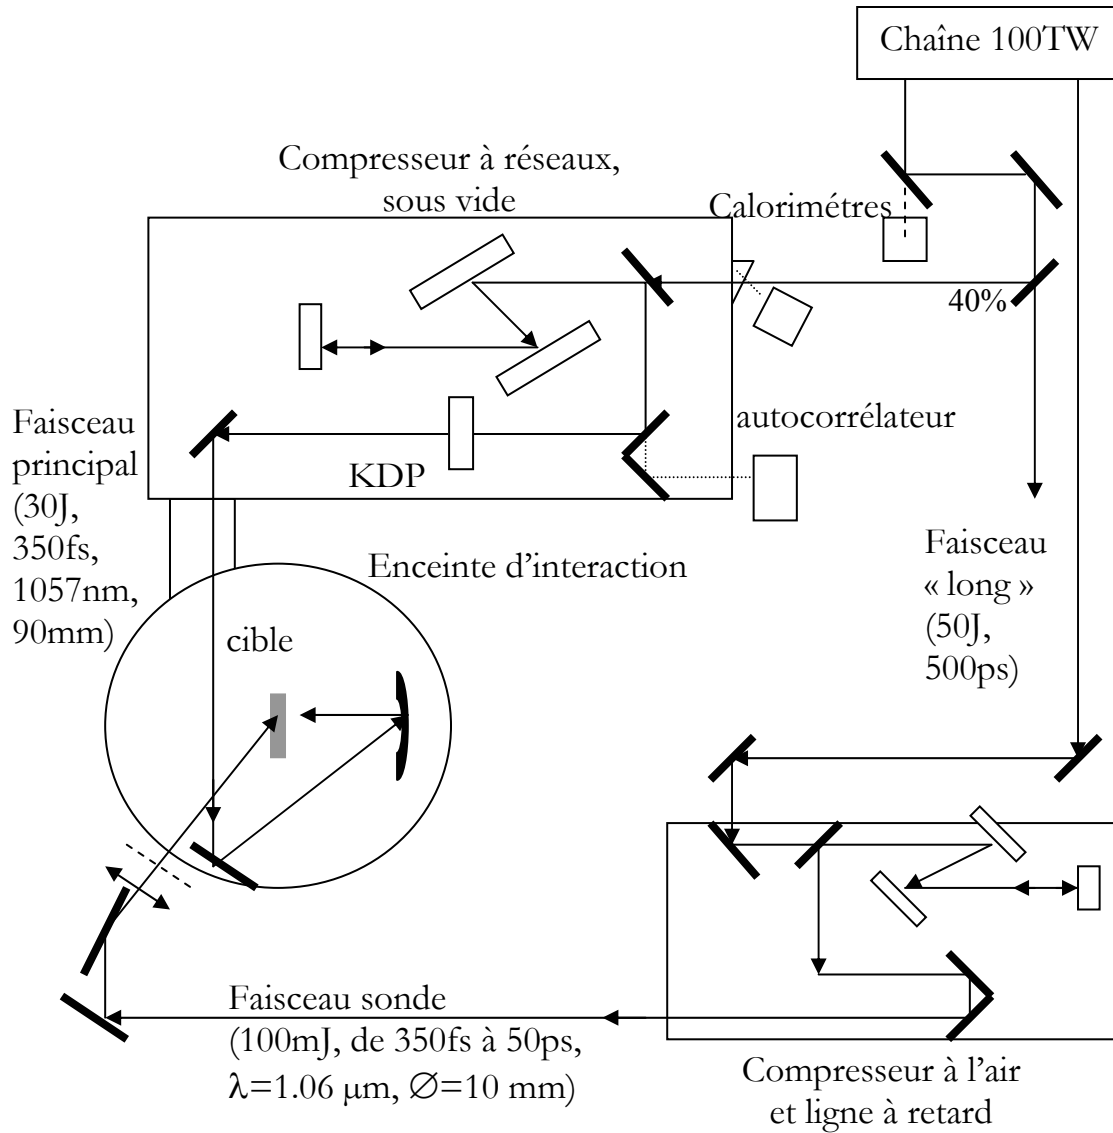 Chaîne 100TW
Compresseur à réseaux,
sous vide
Calorimétres
40%
autocorrélateur
Faisceau
principal
(30J,
350fs,
1057nm,
90mm)
KDP
Enceinte d'interaction
cible
Faisceau
« long »
(50J,
500ps)
Faisceau sonde
(100mJ, de 350fs à 50ps,
λ=1.06 μm, ∅=10 mm)
Compresseur à l'air
et ligne à retard